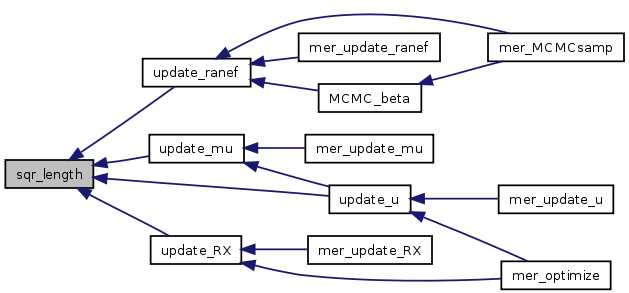 mer_update_ranef
mer_MCMCsamp
update_ranef
MCMC_beta
update_mu
mer_update_mu
sqr_length
update_u
mer_update_u
update_RX
mer_update_RX
mer_optimize